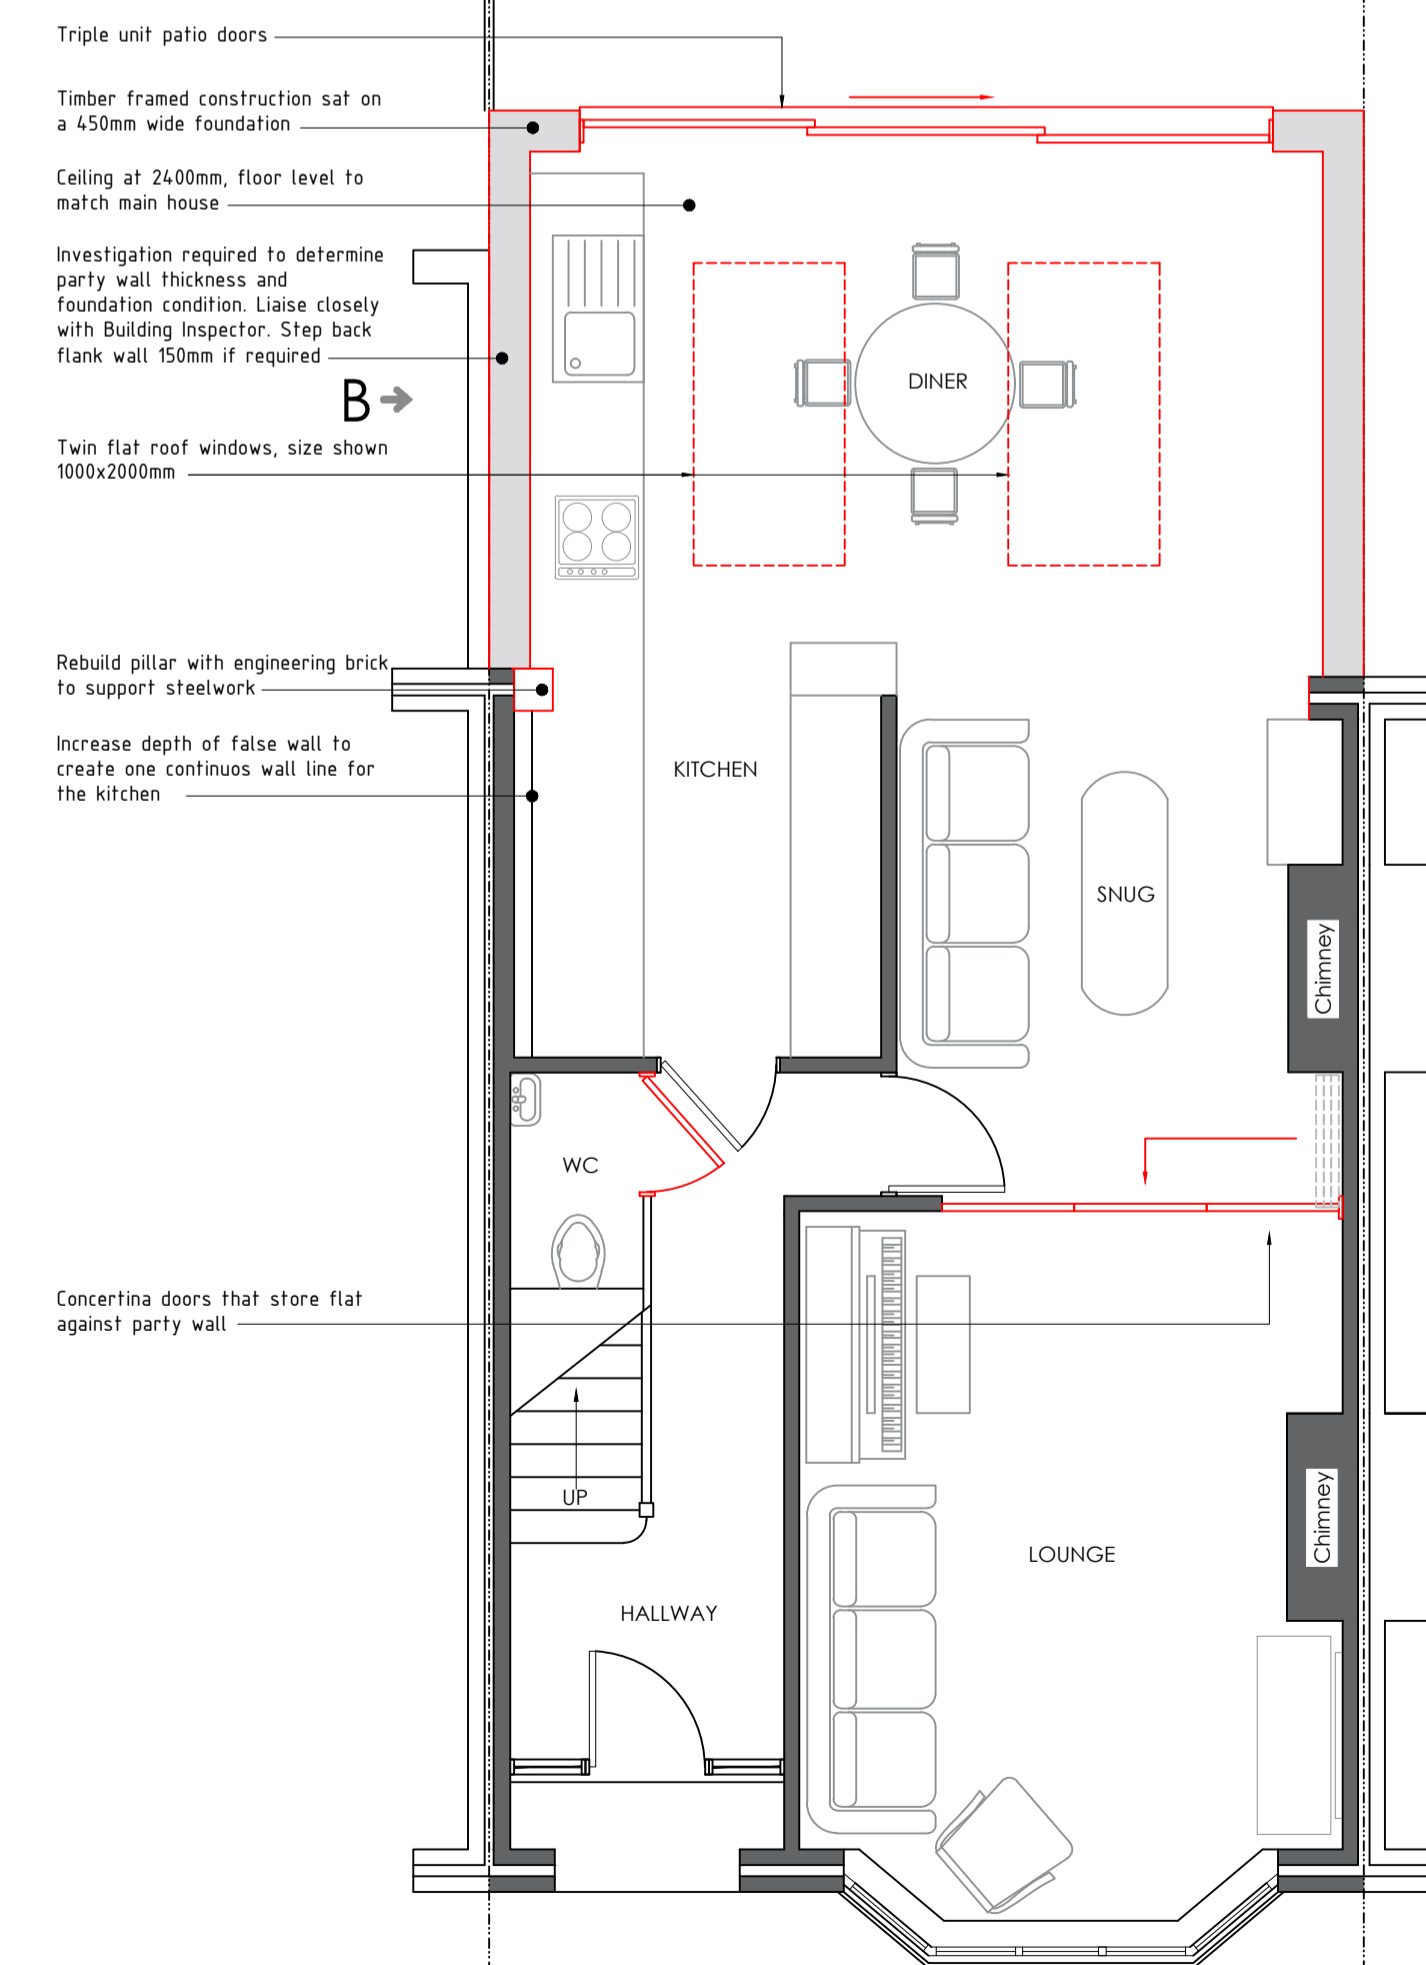 Triple unit patio doors
Timber framed construction sat on
a 450mm wide foundation
Ceiling at 2400mm, floor level to
match main house
Investigation required to determine
party wall thickness and
foundation condition. Liaise closely
with Building Inspector. Step back
flank wall 150mm if required
B
DINER
Twin flat roof windows, size shown
1000x2000mm
Rebuild pillar with engineering brick
to support steelwork
Increase depth of false wall to
create one continuos wall line for
the kitchen
KITCHEN
SNUG
Chimney
WC
Concertina doors that store flat
against party wall
UP
Chimney
LOUNGE
HALLWAY